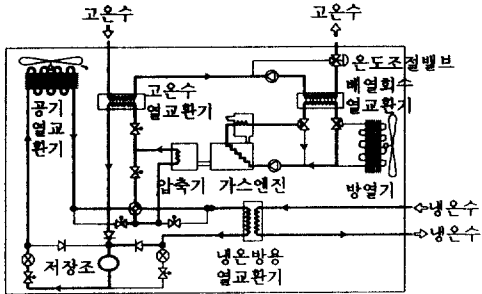 고온수
고온수
온도조절밸브
공기
열교
환기
고온수
열교환기
배열회수
열교환기
압축기
가스엔진
방열기
냉온수
냉온수
저장조
냉온방용
열교환기